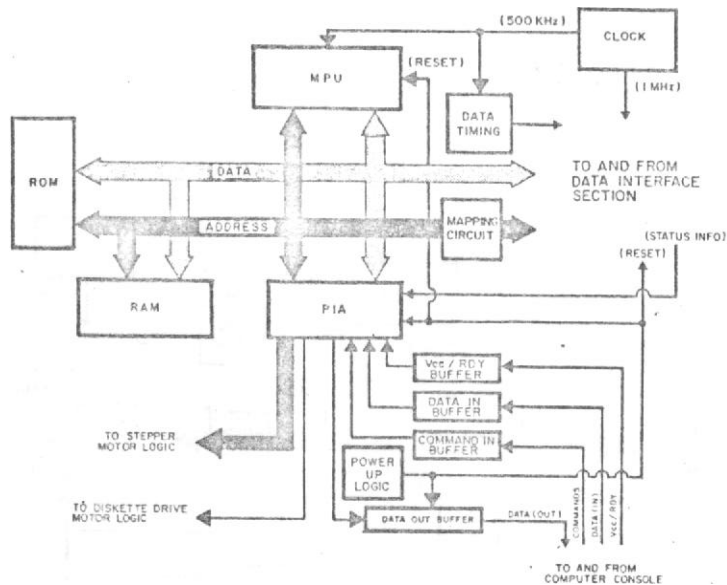 (500 KHz)
CLOCK
MPU
(RESET)
(1 MHz)
DATA
TIMING
ROM
DATA
TO AND FROM
DATA INTERFACE
SECTION
ADDRESS
MAPPING
CIRCUIT
(STATUS INFO)
(RESET)
RAM
PIA
Vcc / RDY
BUFFER
DATA IN
BUFFER
TO STEPPER
MOTOR LOGIC
COMMAND IN
BUFFER
POWER
UP
LOGIC
TO DISKETTE DRIVE
MOTOR LOGIC
DATA OUT BUFFER
DATA (OUT)
COMMANDS
DATA (IN)
Vcc / RDY
TO AND FROM
COMPUTER CONSOLE